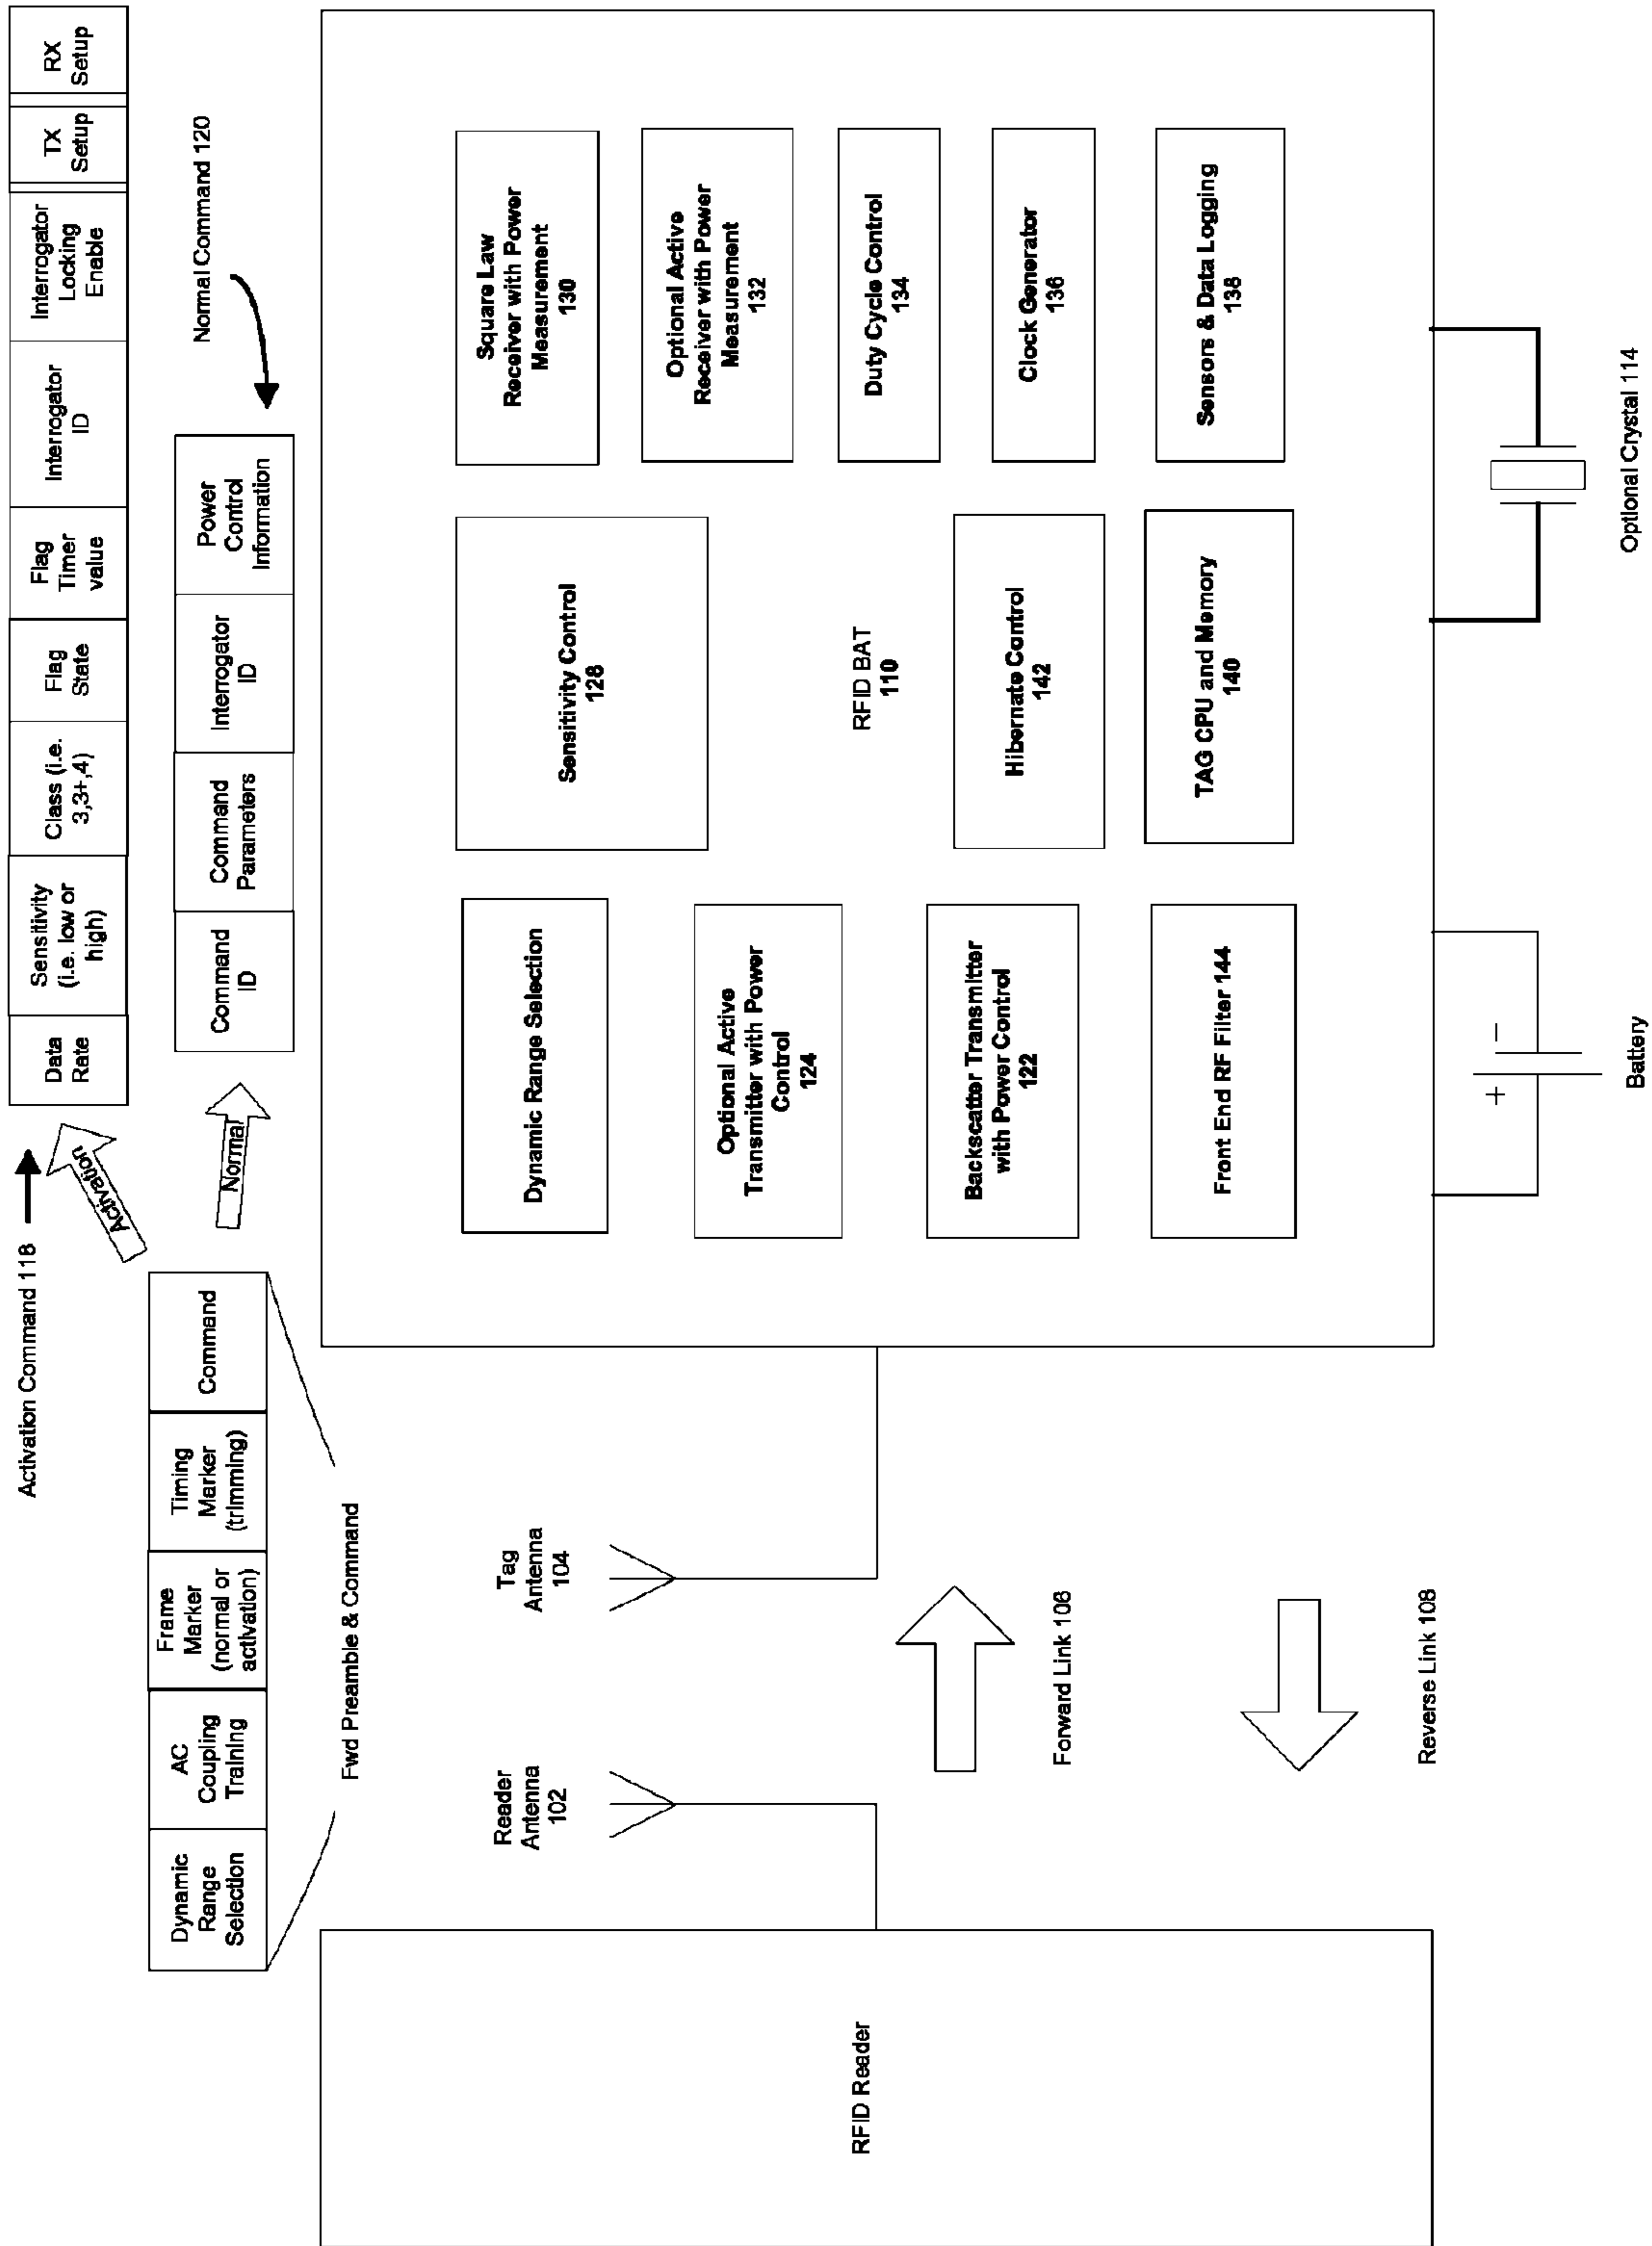 Activation Command 118
Data
Rate
Sensitivity
(i.e. low or
high)
Class (i.e.
3,3+,4)
Flag
State
Flag
Timer
value
Interrogator
ID
Interrogator
Locking
Enable
TX
Setup
RX
Setup
Activation
Normal
Normal Command 120
Command
ID
Command
Parameters
Interrogator
ID
Power
Control
Information
Dynamic
Range
Selection
AC
Coupling
Training
Frame
Marker
(normal or
activation)
Timing
Marker
(trimming)
Command
Fwd Preamble & Command
RFID Reader
Reader
Antenna
102
Tag
Antenna
104
Forward Link 106
Reverse Link 108
Dynamic Range Selection
Optional Active
Transmitter with Power
Control
124
Backscatter Transmitter
with Power Control
122
Front End RF Filter 144
Sensitivity Control
128
RFID BAT
110
Hibernate Control
142
TAG CPU and Memory
140
Square Law
Receiver with Power
Measurement
130
Optional Active
Receiver with Power
Measurement
132
Duty Cycle Control
134
Clock Generator
136
Sensors & Data Logging
138
+ –
Battery
Optional Crystal 114